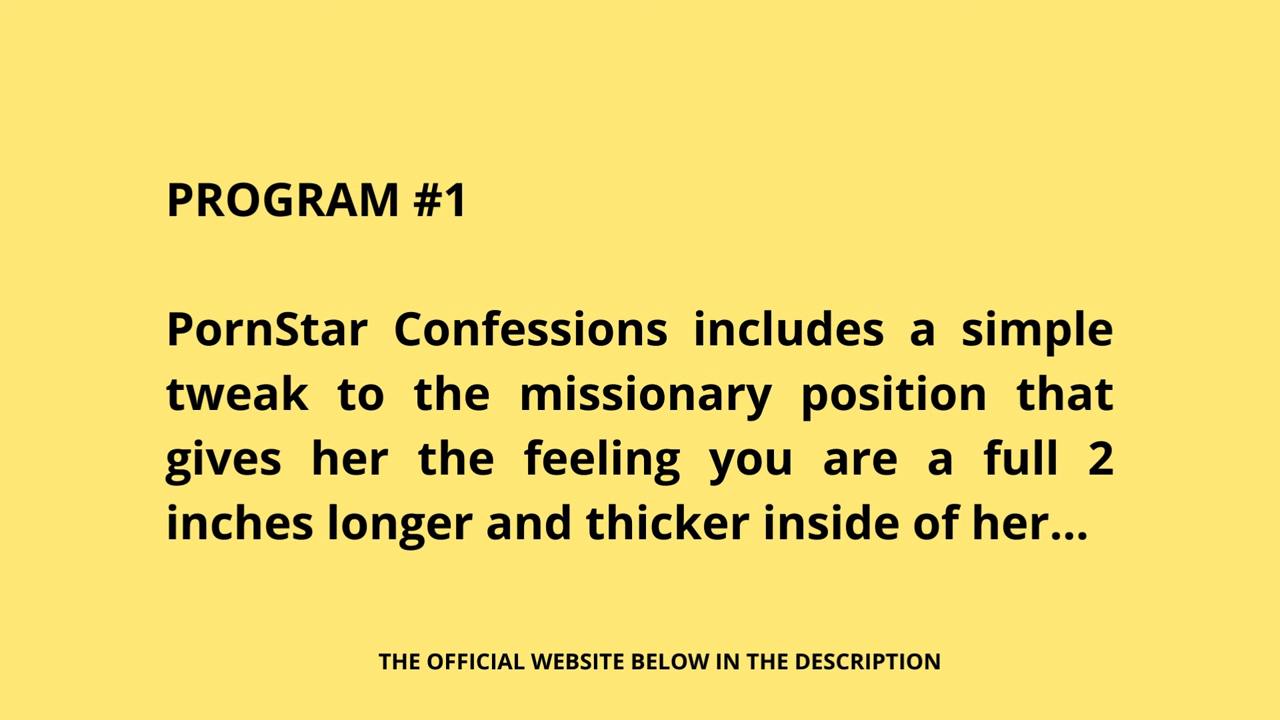 PROGRAM #1
PornStar Confessions includes a simple
tweak to the missionary position that
gives her the feeling you are a full 2
inches longer and thicker inside of her...
THE OFFICIAL WEBSITE BELOW IN THE DESCRIPTION